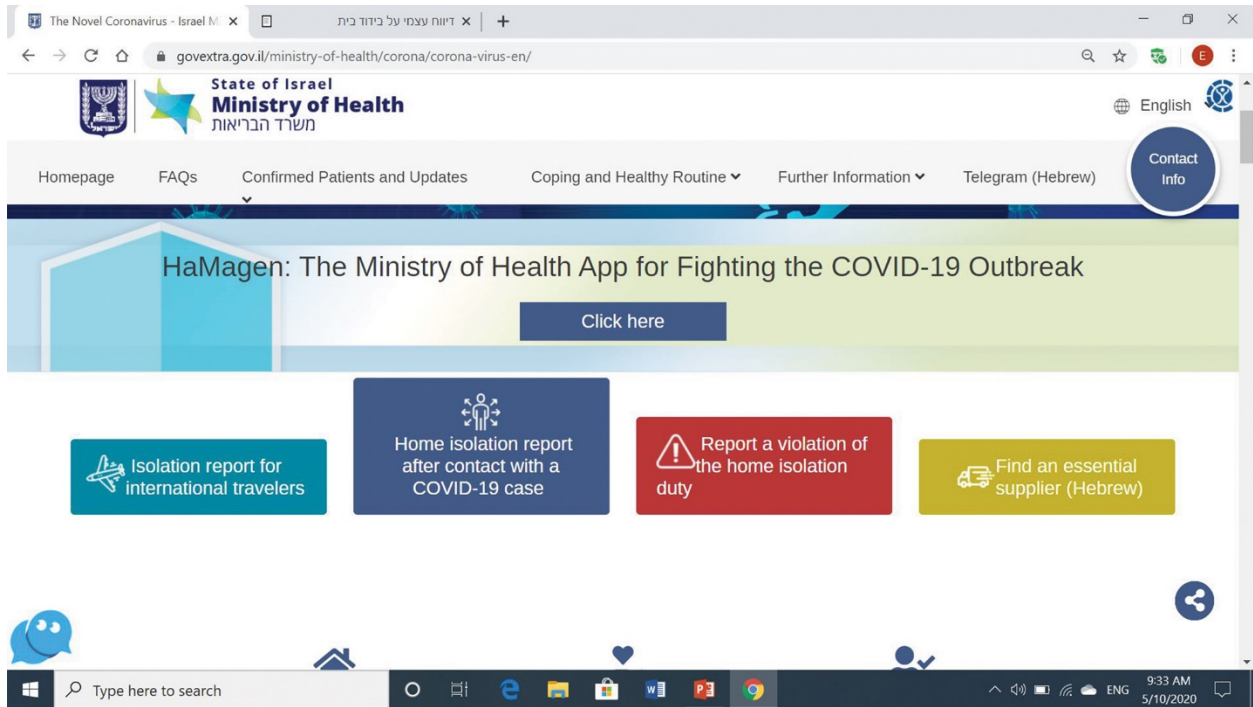 The Novel Coronavirus - Israel M
דיווח עצמי על בידוד בית
govextra.gov.il/ministry-of-health/corona/corona-virus-en/
E
State of Israel
Ministry of Health
משרד הבריאות
ישראל
English
Contact
Info
Homepage
FAQs
Confirmed Patients and Updates
Coping and Healthy Routine
Further Information
Telegram (Hebrew)
HaMagen: The Ministry of Health App for Fighting the COVID-19 Outbreak
Click here
Isolation report for
international travelers
Home isolation report
after contact with a
COVID-19 case
Report a violation of
the home isolation
duty
Find an essential
supplier (Hebrew)
Type here to search
ENG
9:33 AM
5/10/2020